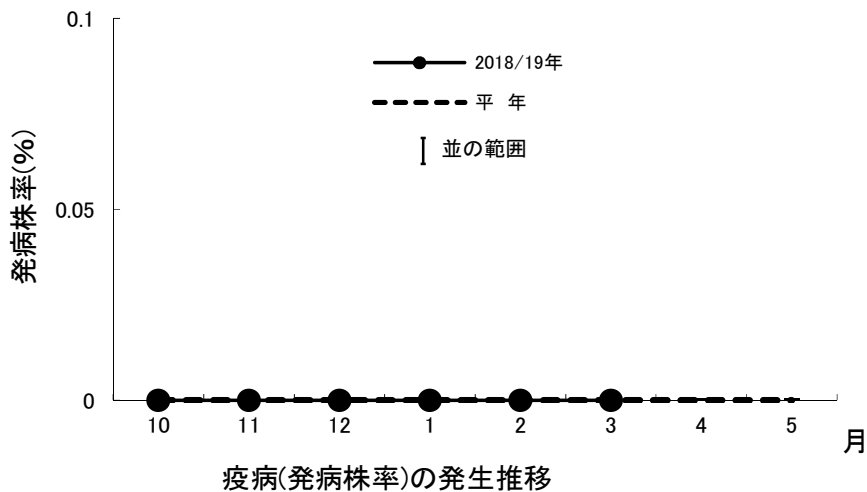 0.1
2018/19年
平 年
並の範囲
発病株率(%)
0.05
0
10 11 12 1 2 3 4 5
月
疫病(発病株率)の発生推移